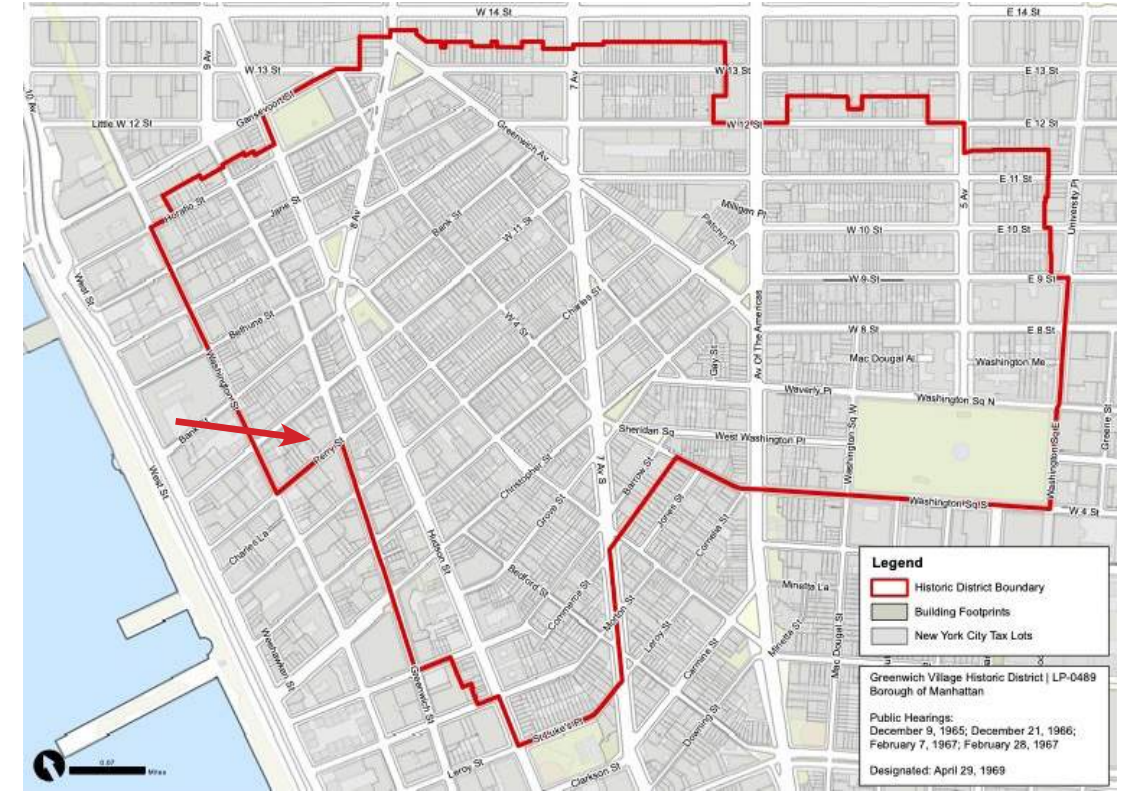 W 14 St
E 14 St
9 Av
W 13 St
7 Av
W 13 St
E 13 St
10 Av
Gansevoort St
Little W 12 St
Greenwich Av
W 12 St
E 12 St
E 11 St
5 Av
University Pl
Horatio St
Jane St
8 Av
Bank St
W 11 St
Milligan Pl
Patchin Pl
W 10 St
E 10 St
West St
W 9 St
E 9 St
Charles St
W 4 St
Av Of The Americas
Bethune St
W 8 St
E 8 St
Gay St
Mac Dougal Al
Washington Me
Washington St
Waverly Pl
Washington Sq N
Bank St
Sheridan Sq
West Washington Pl
Washington Sq W
Washington Sq E
Greene St
Perry St
West St
Christopher St
7 Av S
Barrow St
Jones St
Cornelia St
Grove St
Washington Sq S
W 4 St
Charles La
Hudson St
Bedford St
Commerce St
Morton St
Leroy St
Carmine St
Minetta La
Minetta St
Mac Dougal St
Weehawken St
Greenwich St
Downing St
St Luke's Pl
Leroy St
Clarkson St
Legend
Historic District Boundary
Building Footprints
New York City Tax Lots
Greenwich Village Historic District | LP-0489
Borough of Manhattan
Public Hearings:
December 9, 1965; December 21, 1966;
February 7, 1967; February 28, 1967
Designated: April 29, 1969
0.07
Miles